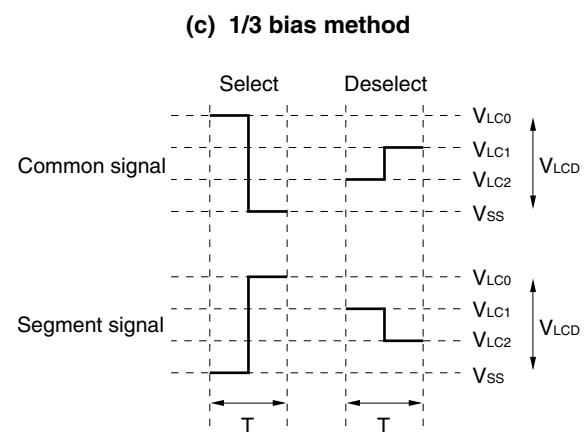 (c) 1/3 bias method
Select
Deselect
Common signal
VLC0
VLC1
VLC2
VSS
VLCD
Segment signal
VLC0
VLC1
VLC2
VSS
VLCD
T
T